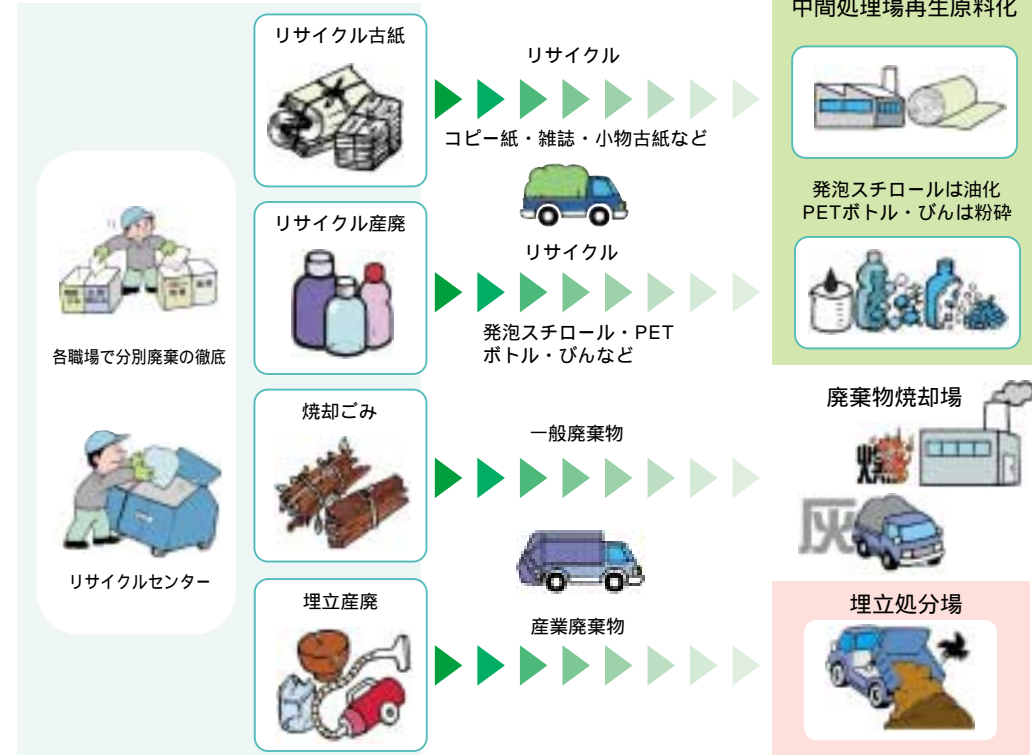 各職場で分別廃棄の徹底
リサイクルセンター
リサイクル古紙
リサイクル産廃
焼却ごみ
埋立産廃
リサイクル
コピー紙・雑誌・小物古紙など
リサイクル
発泡スチロール・PET
ボトル・びんなど
一般廃棄物
産業廃棄物
中間処理場再生原料化
発泡スチロールは油化
PETボトル・びんは粉砕
廃棄物焼却場
燃
灰
埋立処分場